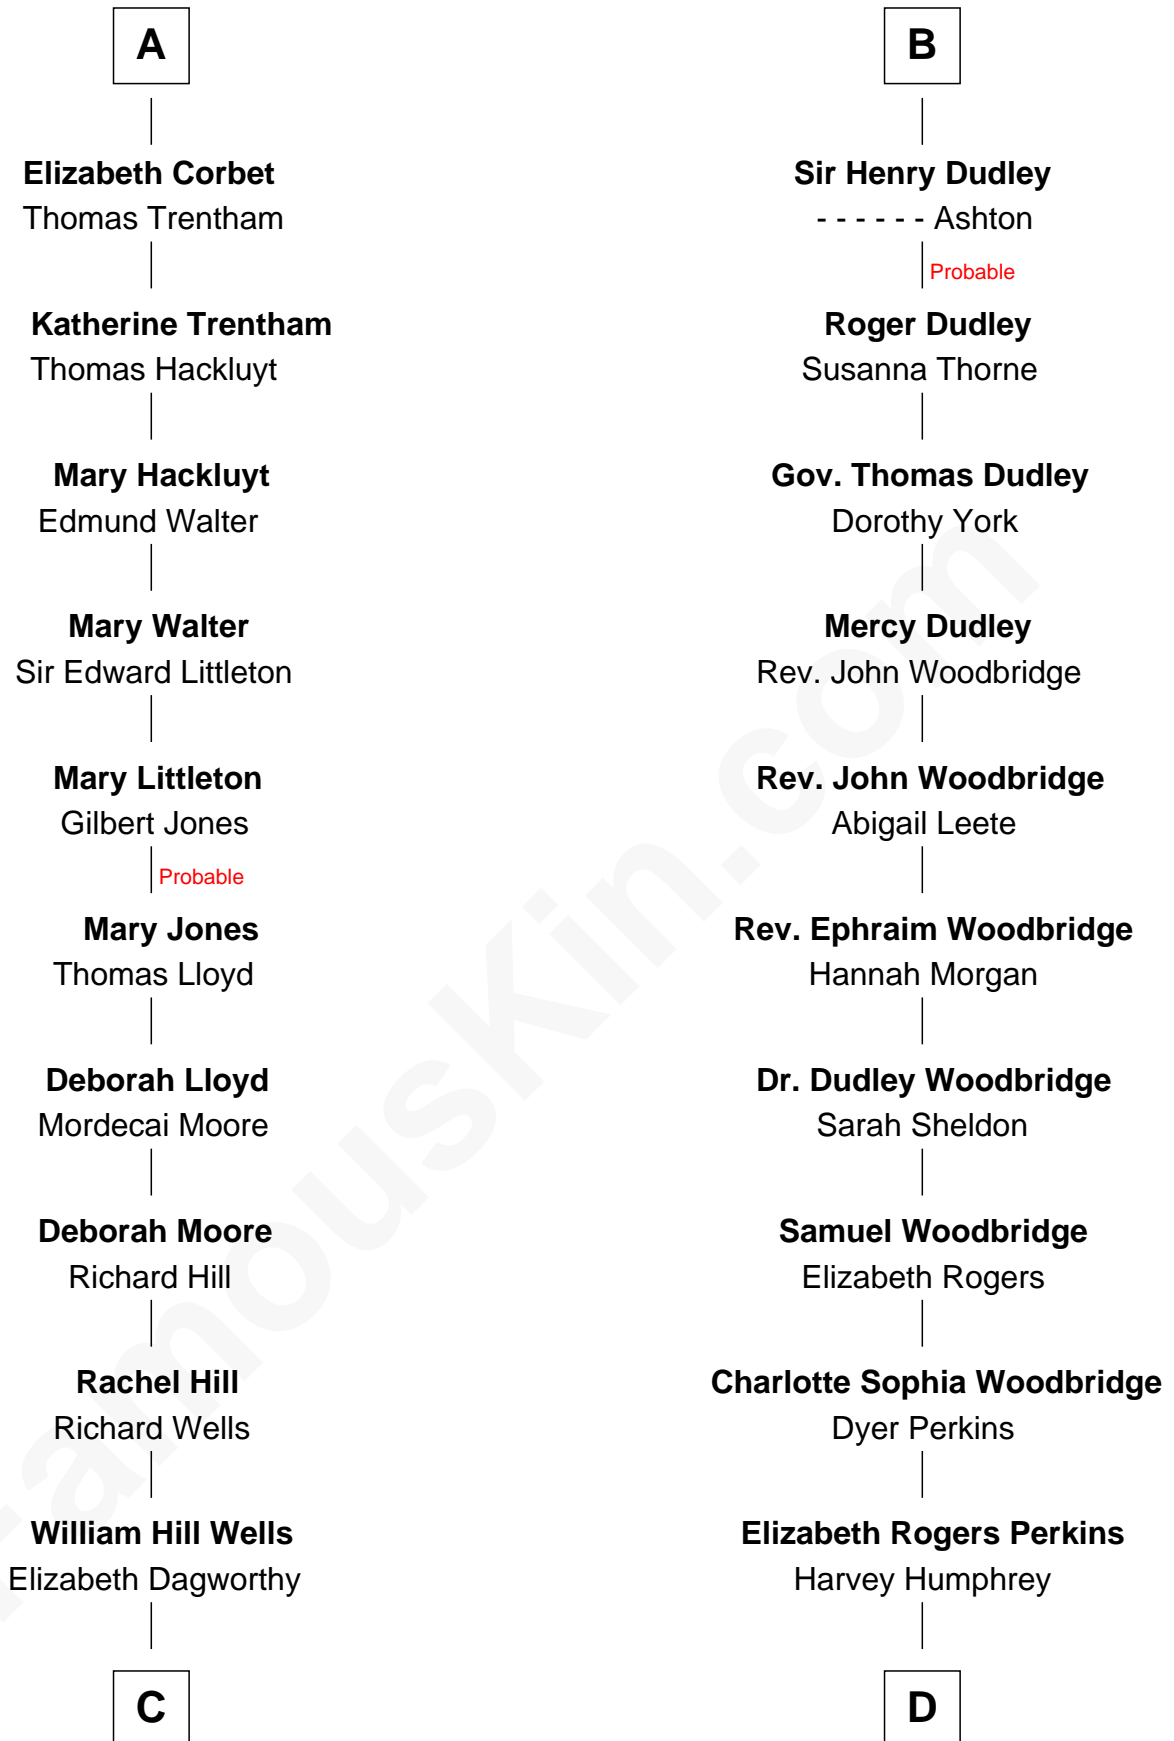 A
Elizabeth Corbet
Thomas Trentham
Katherine Trentham
Thomas Hackluyt
Mary Hackluyt
Edmund Walter
Mary Walter
Sir Edward Littleton
Mary Littleton
Gilbert Jones
Probable
Mary Jones
Thomas Lloyd
Deborah Lloyd
Mordecai Moore
Deborah Moore
Richard Hill
Rachel Hill
Richard Wells
William Hill Wells
Elizabeth Dagworthy
C
B
Sir Henry Dudley
- - - - - - Ashton
Probable
Roger Dudley
Susanna Thorne
Gov. Thomas Dudley
Dorothy York
Mercy Dudley
Rev. John Woodbridge
Rev. John Woodbridge
Abigail Leete
Rev. Ephraim Woodbridge
Hannah Morgan
Dr. Dudley Woodbridge
Sarah Sheldon
Samuel Woodbridge
Elizabeth Rogers
Charlotte Sophia Woodbridge
Dyer Perkins
Elizabeth Rogers Perkins
Harvey Humphrey
D
FamousKin.com